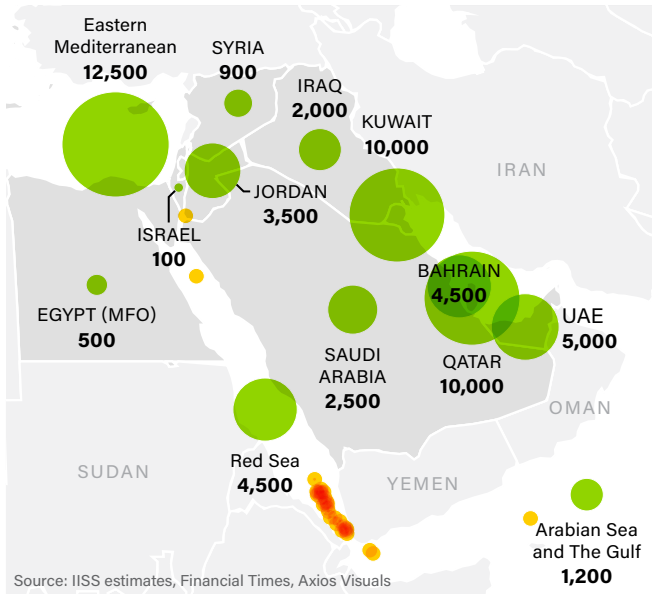 Eastern
Mediterranean
12,500
SYRIA
900
IRAQ
2,000
KUWAIT
10,000
IRAN
JORDAN
3,500
ISRAEL
100
BAHRAIN
4,500
EGYPT (MFO)
500
UAE
5,000
SAUDI
ARABIA
2,500
QATAR
10,000
OMAN
Red Sea
4,500
SUDAN
YEMEN
Arabian Sea
and The Gulf
1,200
Source: IISS estimates, Financial Times, Axios Visuals